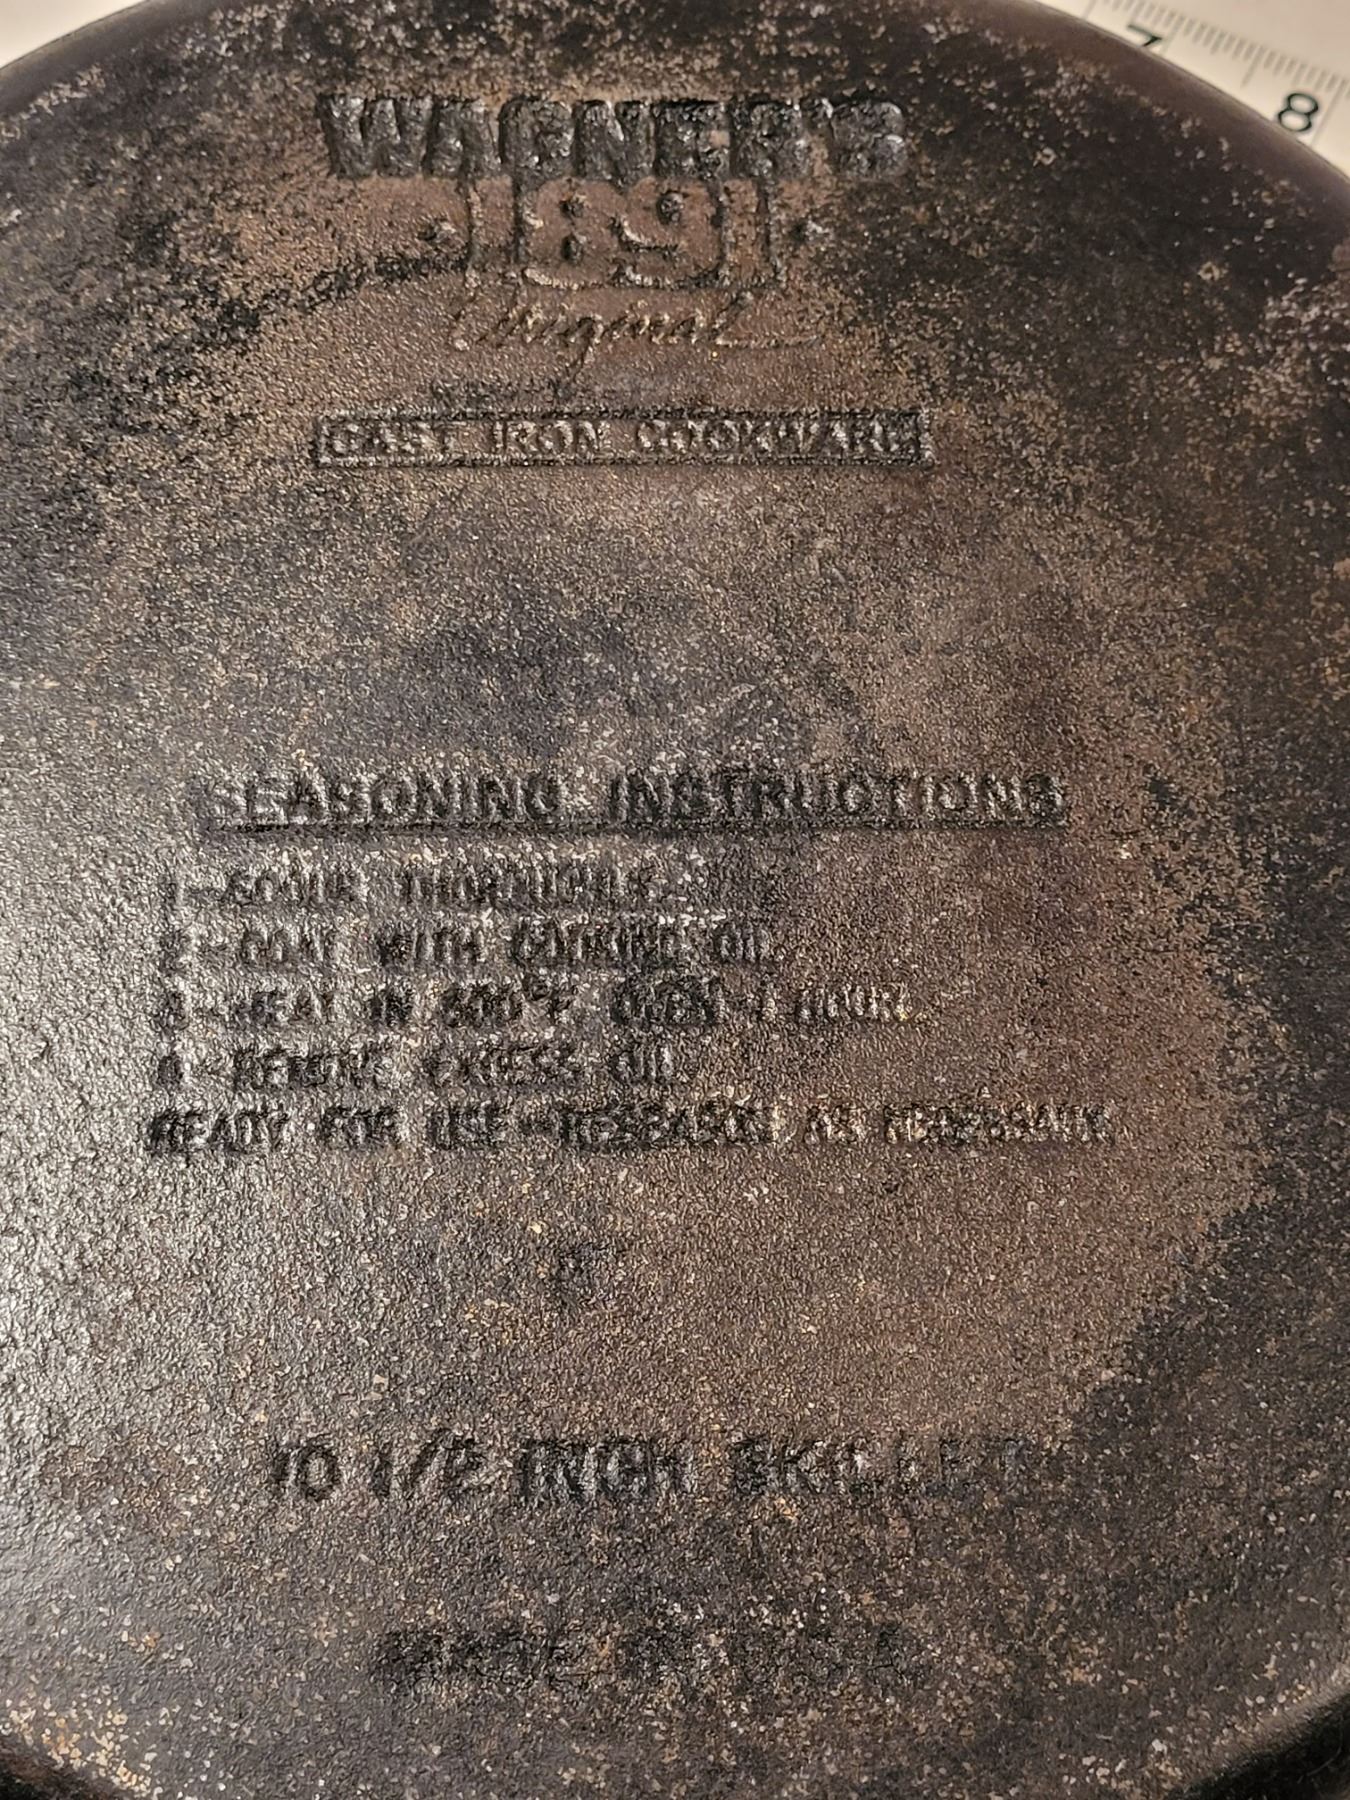 7
8
WAGNER'S
1891
Original
CAST IRON COOKWARE
SEASONING INSTRUCTIONS
1-SCOUR THOROUGHLY.
2-COAT WITH COOKING OIL.
3-HEAT IN 300°F. OVEN 1 HOUR.
4-REMOVE EXCESS OIL.
READY FOR USE-RESEASON AS NECESSARY.
10 1/2 INCH SKILLET
MADE IN USA